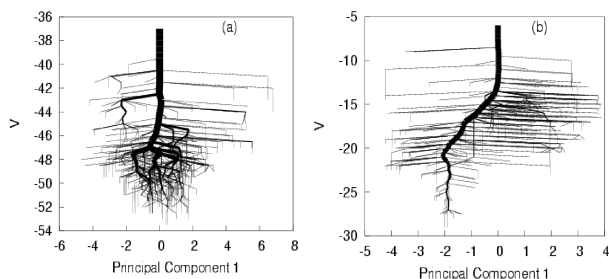 (a)
V
-36
-38
-40
-42
-44
-46
-48
-50
-52
-54
-6 -4 -2 0 2 4 6 8
Principal Component 1
(b)
V
-5
-10
-15
-20
-25
-30
-5 -4 -3 -2 -1 0 1 2 3 4
Principal Component 1